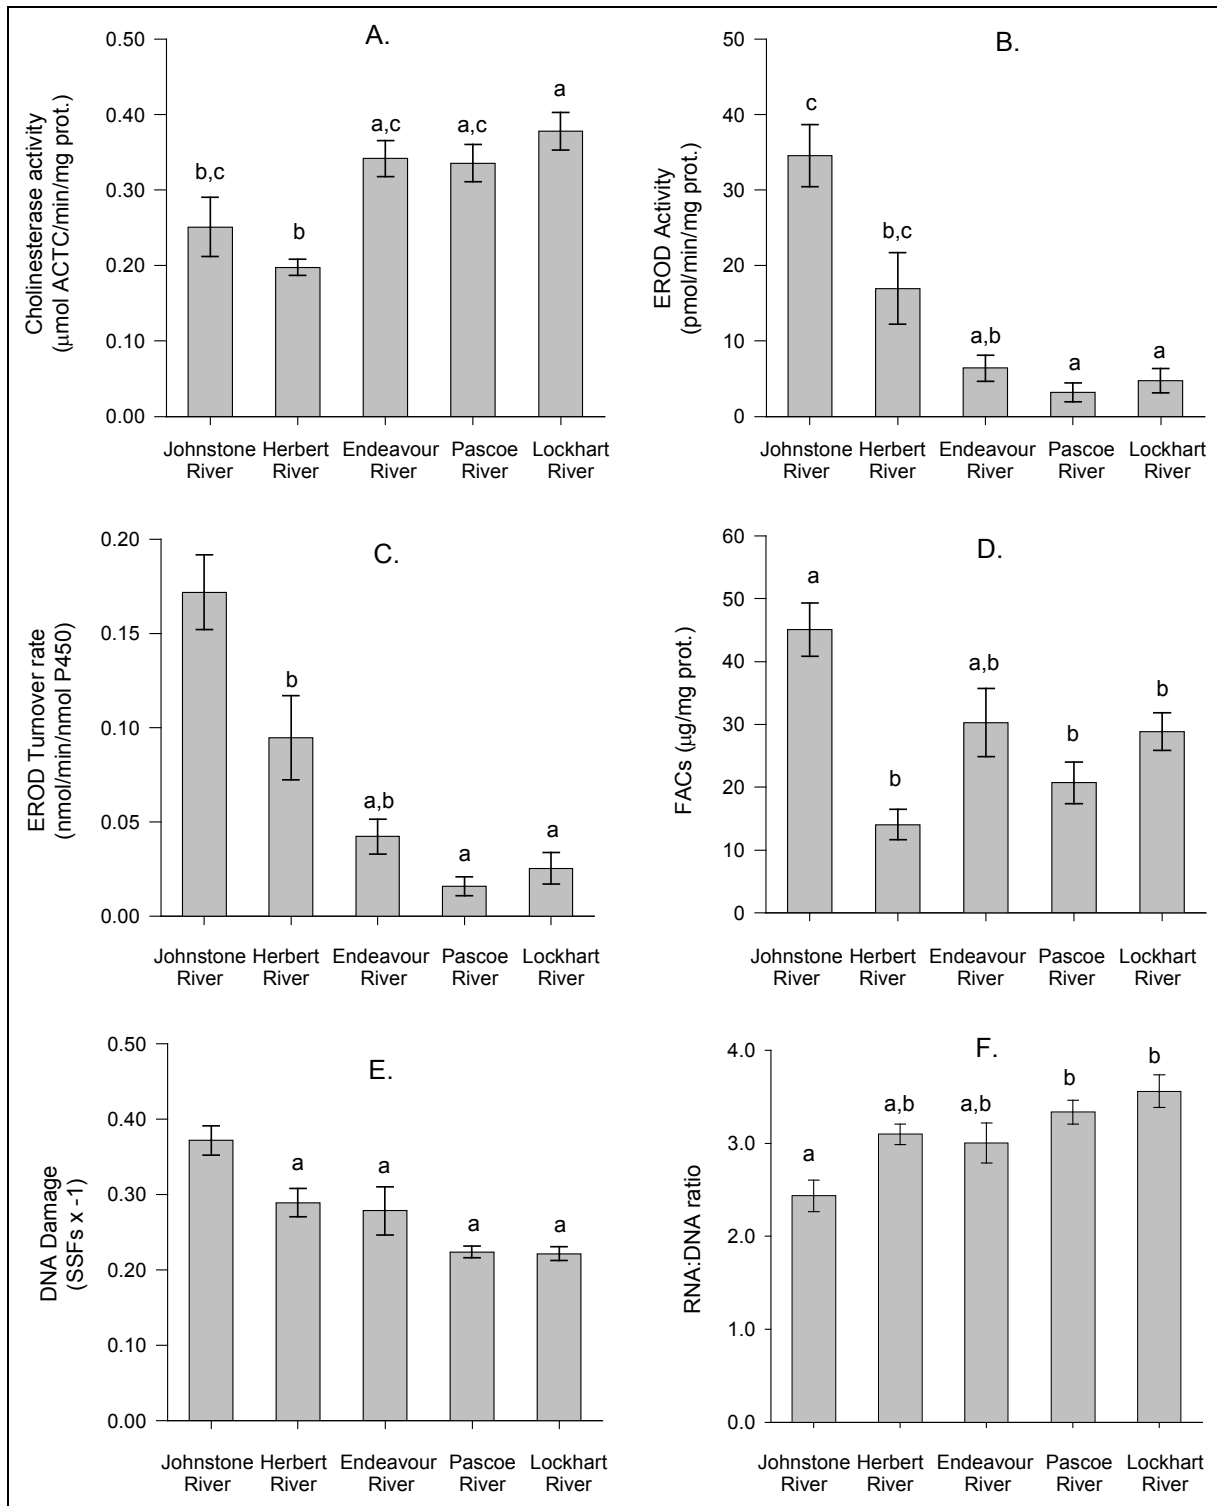 A.
Cholinesterase activity
(μmol ACTC/min/mg prot.)
0.50
0.40
0.30
0.20
0.10
0.00
b,c
b
a,c
a,c
a
Johnstone Herbert Endeavour Pascoe Lockhart
River River River River River
B.
EROD Activity
(pmol/min/mg prot.)
50
40
30
20
10
0
c
b,c
a,b
a
a
Johnstone Herbert Endeavour Pascoe Lockhart
River River River River River
C.
EROD Turnover rate
(nmol/min/nmol P450)
0.20
0.15
0.10
0.05
0.00
b
a,b
a
a
Johnstone Herbert Endeavour Pascoe Lockhart
River River River River River
D.
FACs (μg/mg prot.)
60
50
40
30
20
10
0
a
b
a,b
b
b
Johnstone Herbert Endeavour Pascoe Lockhart
River River River River River
E.
DNA Damage
(SSFs x -1)
0.50
0.40
0.30
0.20
0.10
0.00
a
a
a
a
Johnstone Herbert Endeavour Pascoe Lockhart
River River River River River
F.
RNA:DNA ratio
4.0
3.0
2.0
1.0
0.0
a
a,b
a,b
b
b
Johnstone Herbert Endeavour Pascoe Lockhart
River River River River River